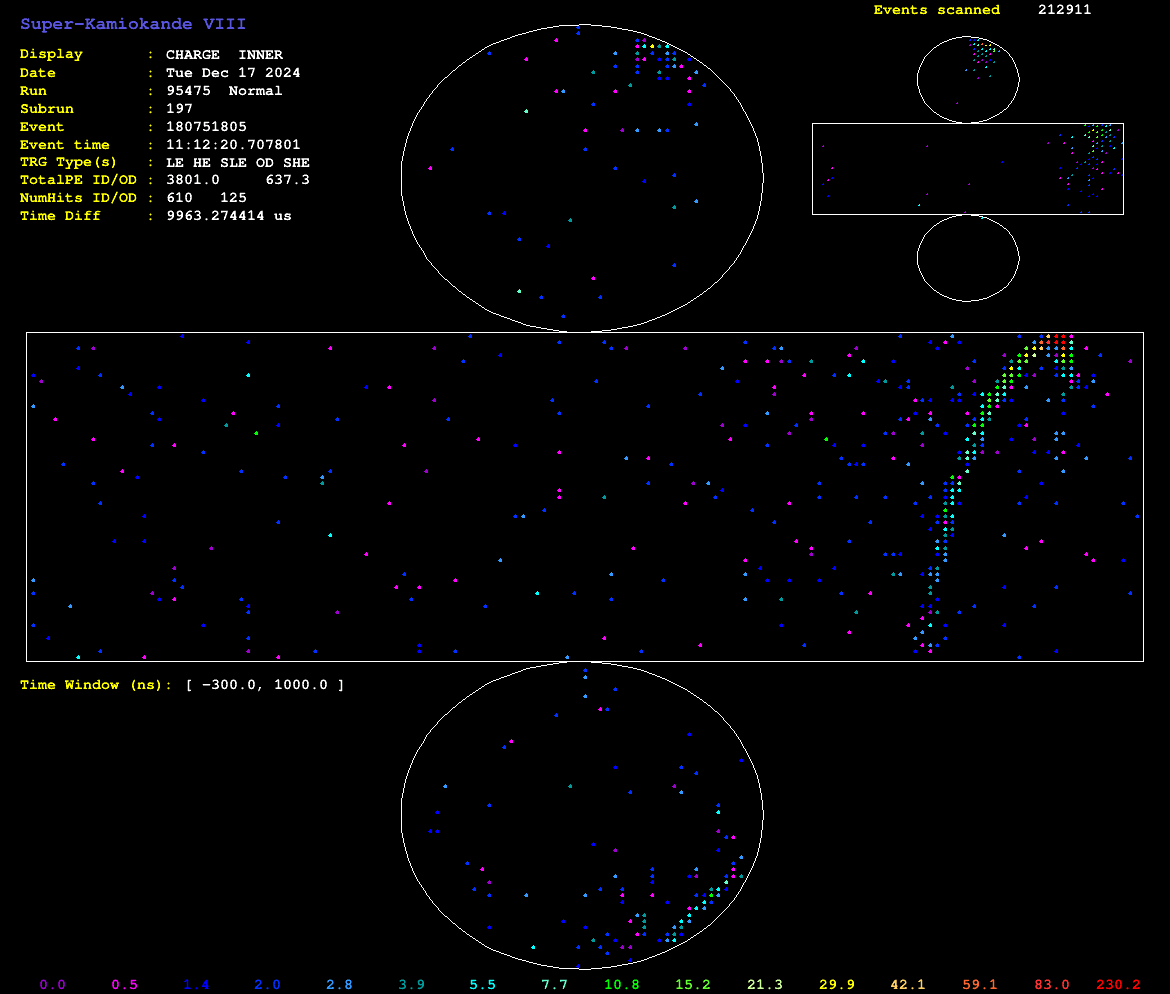 Super-Kamiokande VIII
Events scanned 212911
Display : CHARGE INNER
Date : Tue Dec 17 2024
Run : 95475 Normal
Subrun : 197
Event : 180751805
Event time : 11:12:20.707801
TRG Type(s) : LE HE SLE OD SHE
TotalPE ID/OD : 3801.0 637.3
NumHits ID/OD : 610 125
Time Diff : 9963.274414 us
Time Window (ns): [ −300.0, 1000.0 ]
0.0 0.5 1.4 2.0 2.8 3.9 5.5 7.7 10.8 15.2 21.3 29.9 42.1 59.1 83.0 230.2